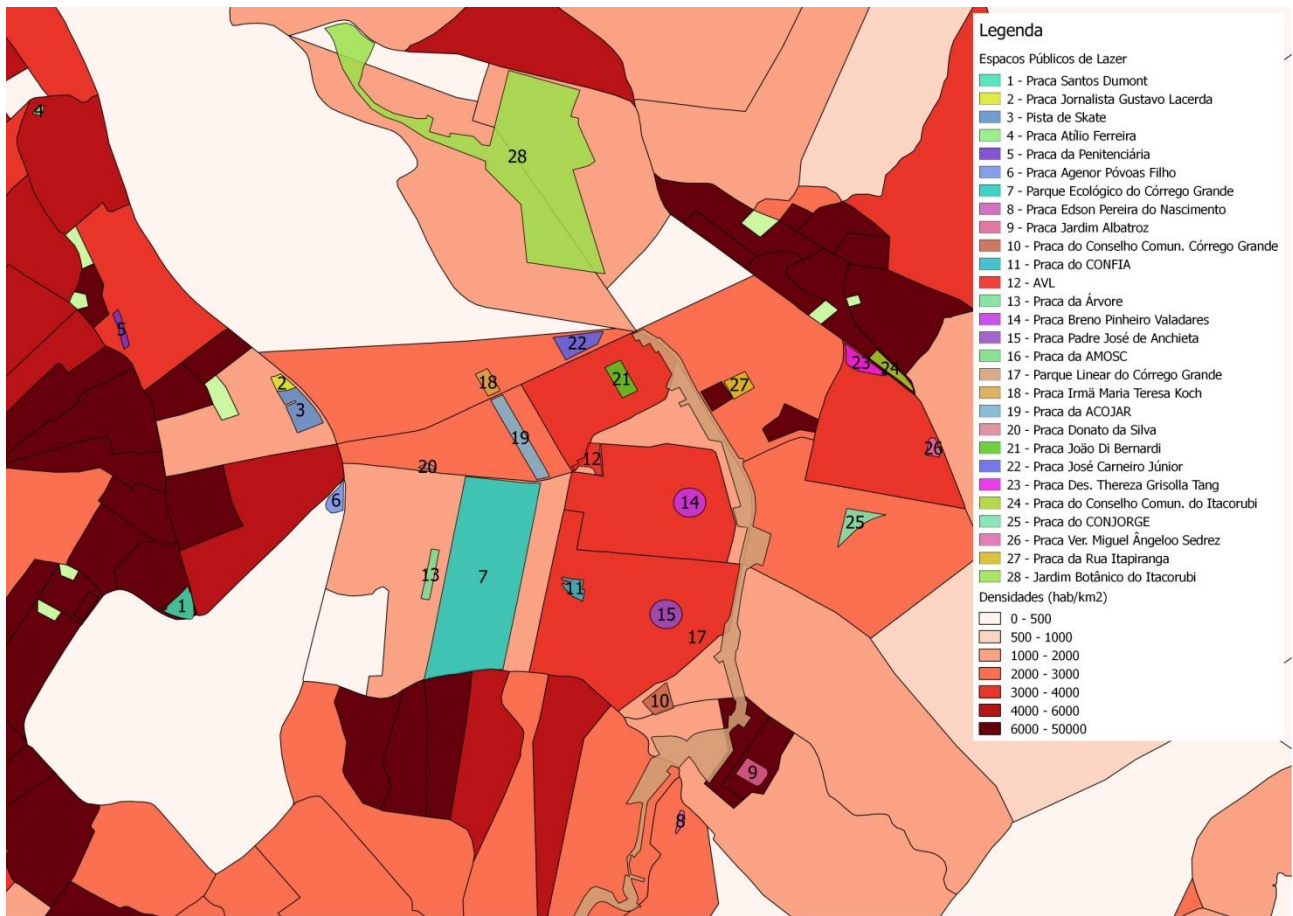 Legenda
Espacos Públicos de Lazer
1 - Praca Santos Dumont
2 - Praca Jornalista Gustavo Lacerda
3 - Pista de Skate
4 - Praca Atílio Ferreira
5 - Praca da Penitenciária
6 - Praca Agenor Póvoas Filho
7 - Parque Ecológico do Córrego Grande
8 - Praca Edson Pereira do Nascimento
9 - Praca Jardim Albatroz
10 - Praca do Conselho Comun. Córrego Grande
11 - Praca do CONFIA
12 - AVL
13 - Praca da Árvore
14 - Praca Breno Pinheiro Valadares
15 - Praca Padre José de Anchieta
16 - Praca da AMOSC
17 - Parque Linear do Córrego Grande
18 - Parque Irmä Maria Teresa Koch
19 - Praca da ACOJAR
20 - Praca Donato da Silva
21 - Praca Joäo Di Bernardi
22 - Praca José Carneiro Júnior
23 - Praca Des. Thereza Grisolla Tang
24 - Praca do Conselho Comun. do Itacorubi
25 - Praca do CONJORGE
26 - Praca Ver. Miguel Ângeloo Sedrez
27 - Praca da Rua Itapiranga
28 - Jardim Botânico do Itacorubi
Densidades (hab/km2)
0 - 500
500 - 1000
1000 - 2000
2000 - 3000
3000 - 4000
4000 - 6000
6000 - 50000
4
28
5
22
23
24
2
18
21
27
3
19
26
12
20
6
14
25
13
7
11
1
15
17
10
9
8